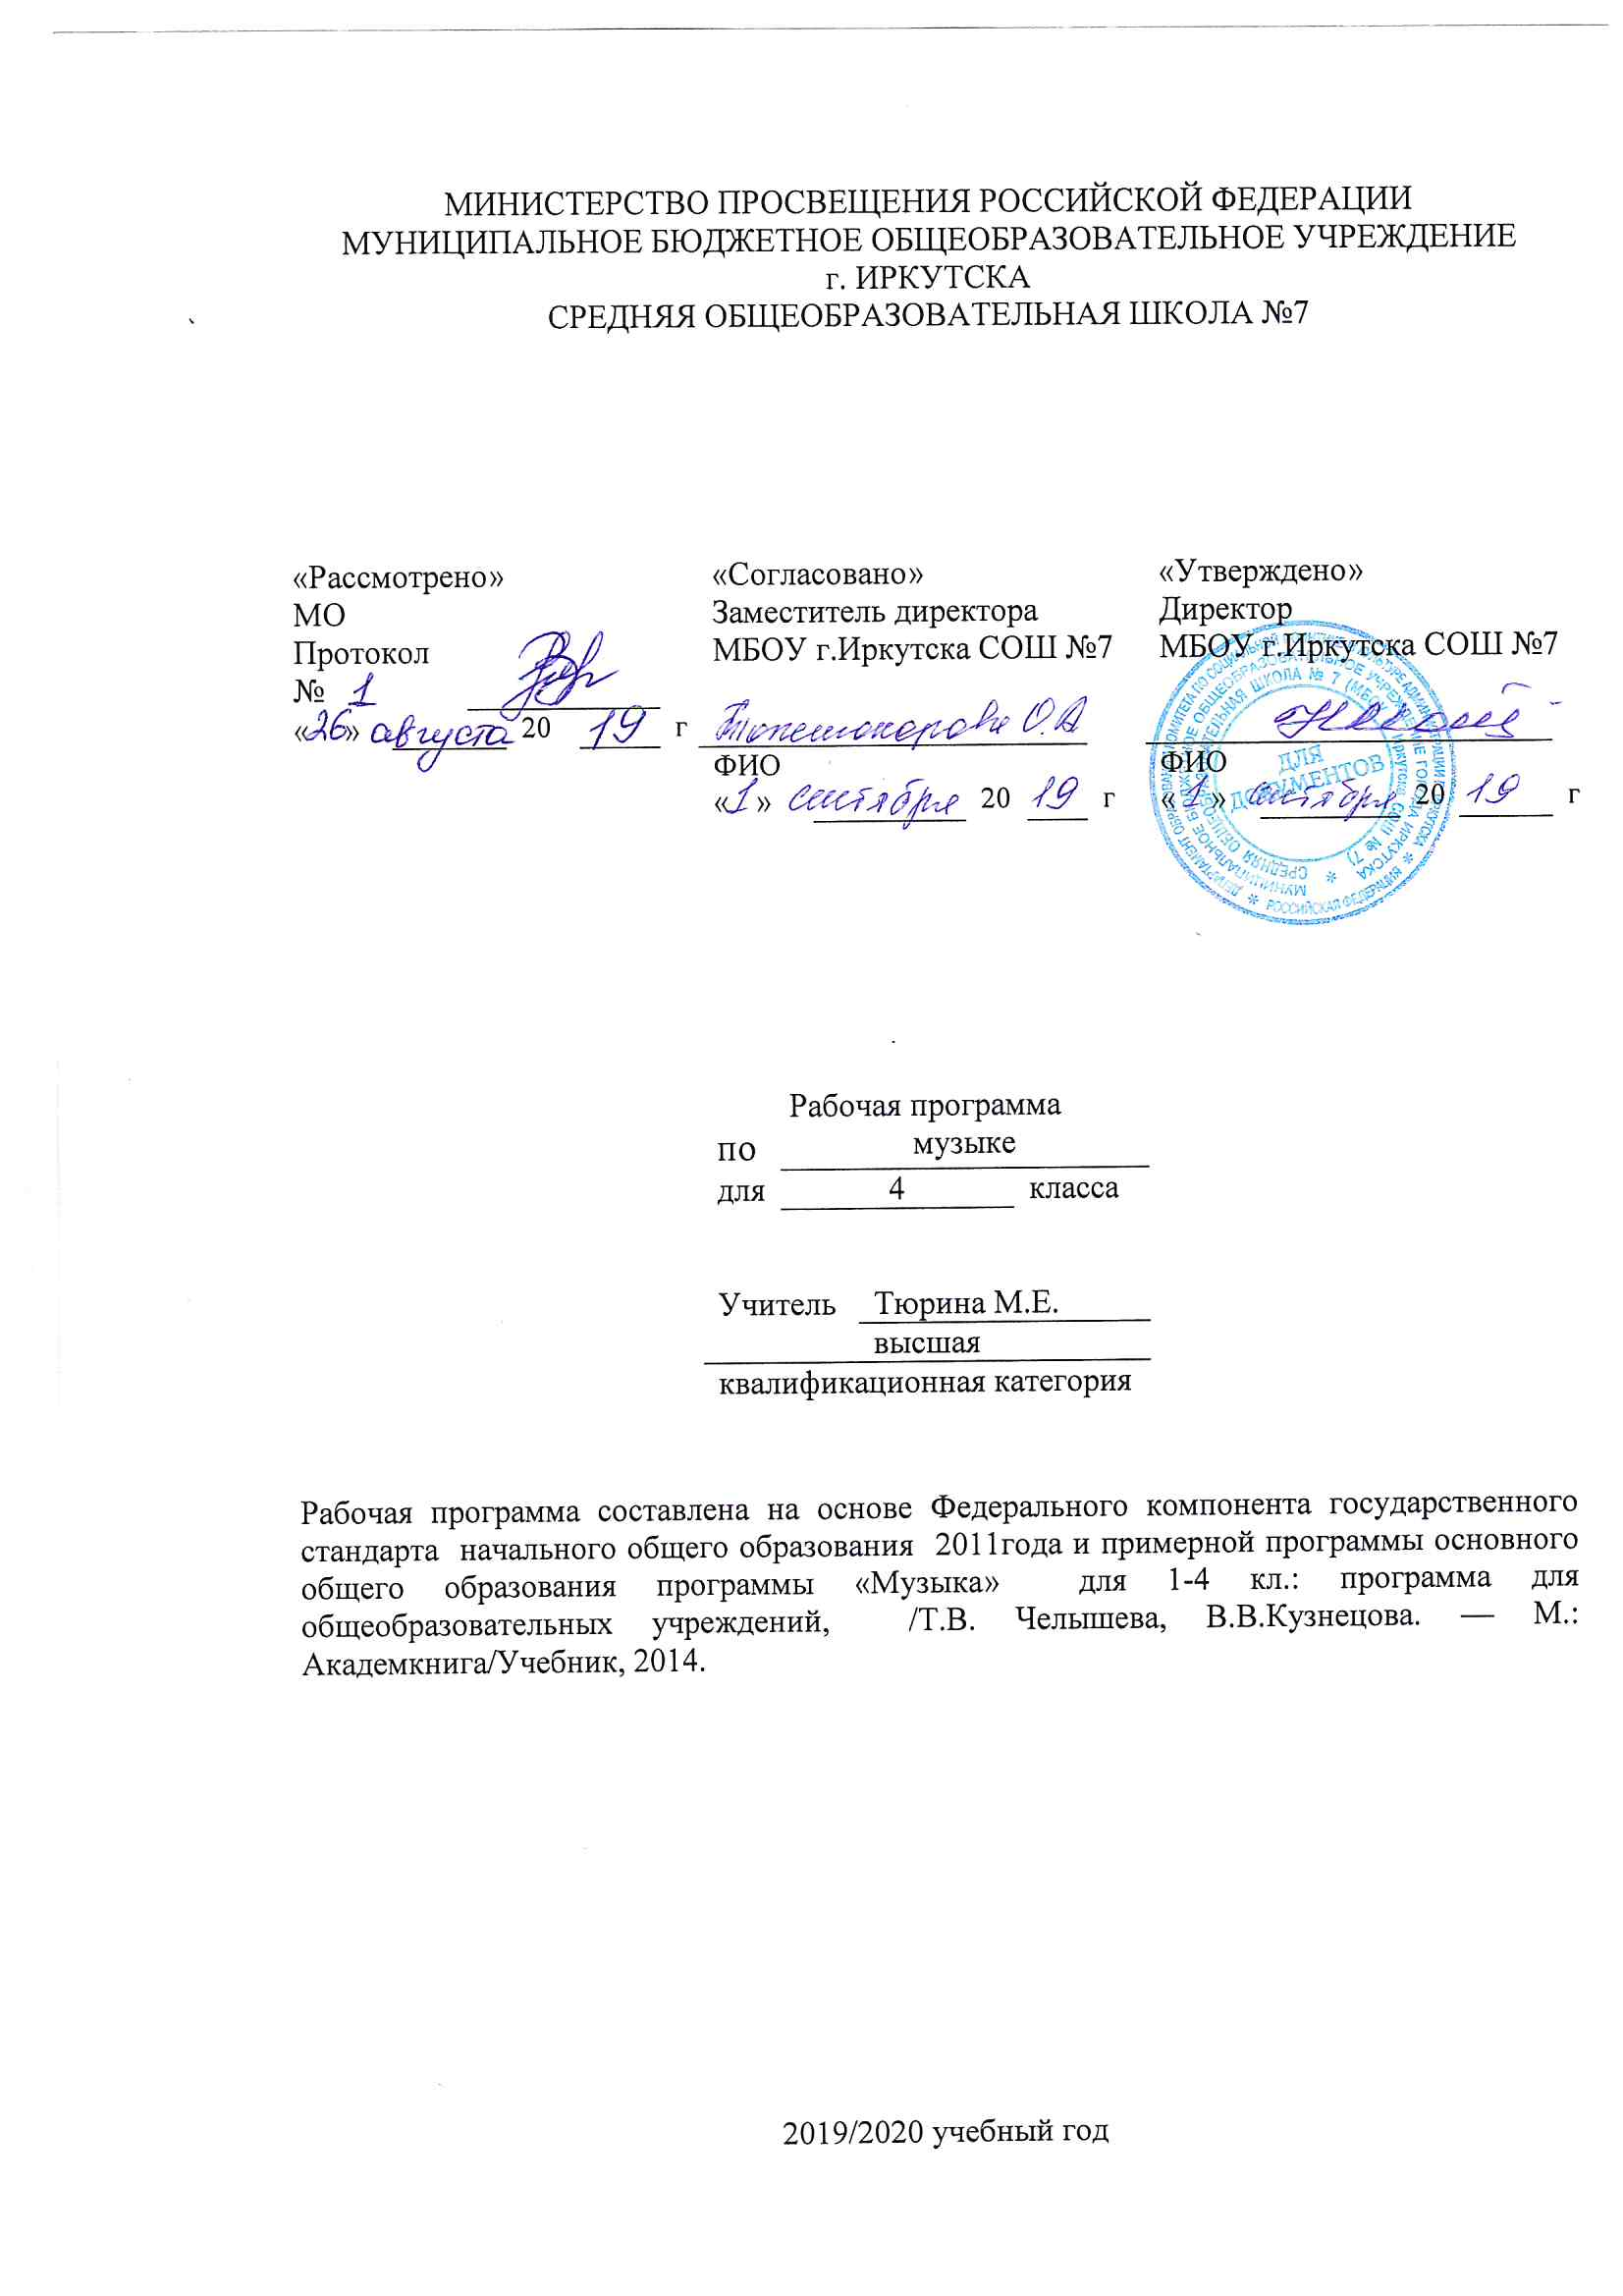 МИНИСТЕРСТВО ПРОСВЕЩЕНИЯ РОССИЙСКОЙ ФЕДЕРАЦИИ
МУНИЦИПАЛЬНОЕ БЮДЖЕТНОЕ ОБЩЕОБРАЗОВАТЕЛЬНОЕ УЧРЕЖДЕНИЕ
г. ИРКУТСКА
СРЕДНЯЯ ОБЩЕОБРАЗОВАТЕЛЬНАЯ ШКОЛА №7
«Рассмотрено»
МО
Протокол
№ 1
«26» августа 20 19 г
«Согласовано»
Заместитель директора
МБОУ г.Иркутска СОШ №7
О.А
ФИО
«1» сентября 20 19 г
«Утверждено»
Директор
МБОУ г.Иркутска СОШ №7
ФИО
«1» сентября 20 19 г
ДЛЯ
ДОКУМЕНТОВ
Рабочая программа
по музыке
для 4 класса
Учитель Тюрина М.Е.
высшая
квалификационная категория
Рабочая программа составлена на основе Федерального компонента государственного
стандарта начального общего образования 2011года и примерной программы основного
общего образования программы «Музыка» для 1-4 кл.: программа для
общеобразовательных учреждений, /Т.В. Челышева, В.В.Кузнецова. — М.:
Академкнига/Учебник, 2014.
2019/2020 учебный год